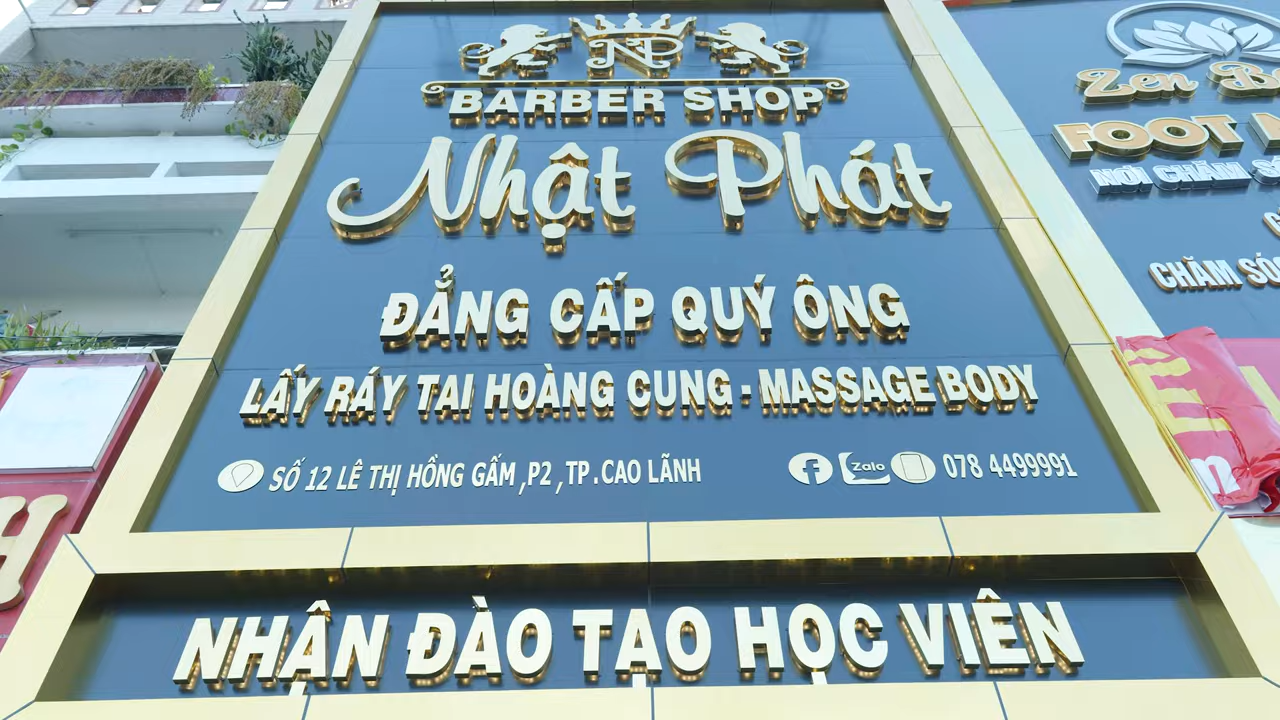 NP
BARBER SHOP
Nhật Phát
ĐẲNG CẤP QUÝ ÔNG
LẤY RÁY TAI HOÀNG CUNG - MASSAGE BODY
SỐ 12 LÊ THỊ HỒNG GẤM, P2, TP. CAO LÃNH
f Zalo 078 4499991
NHẬN ĐÀO TẠO HỌC VIÊN
Zen
FOOT
NƠI CHĂM
CHĂM